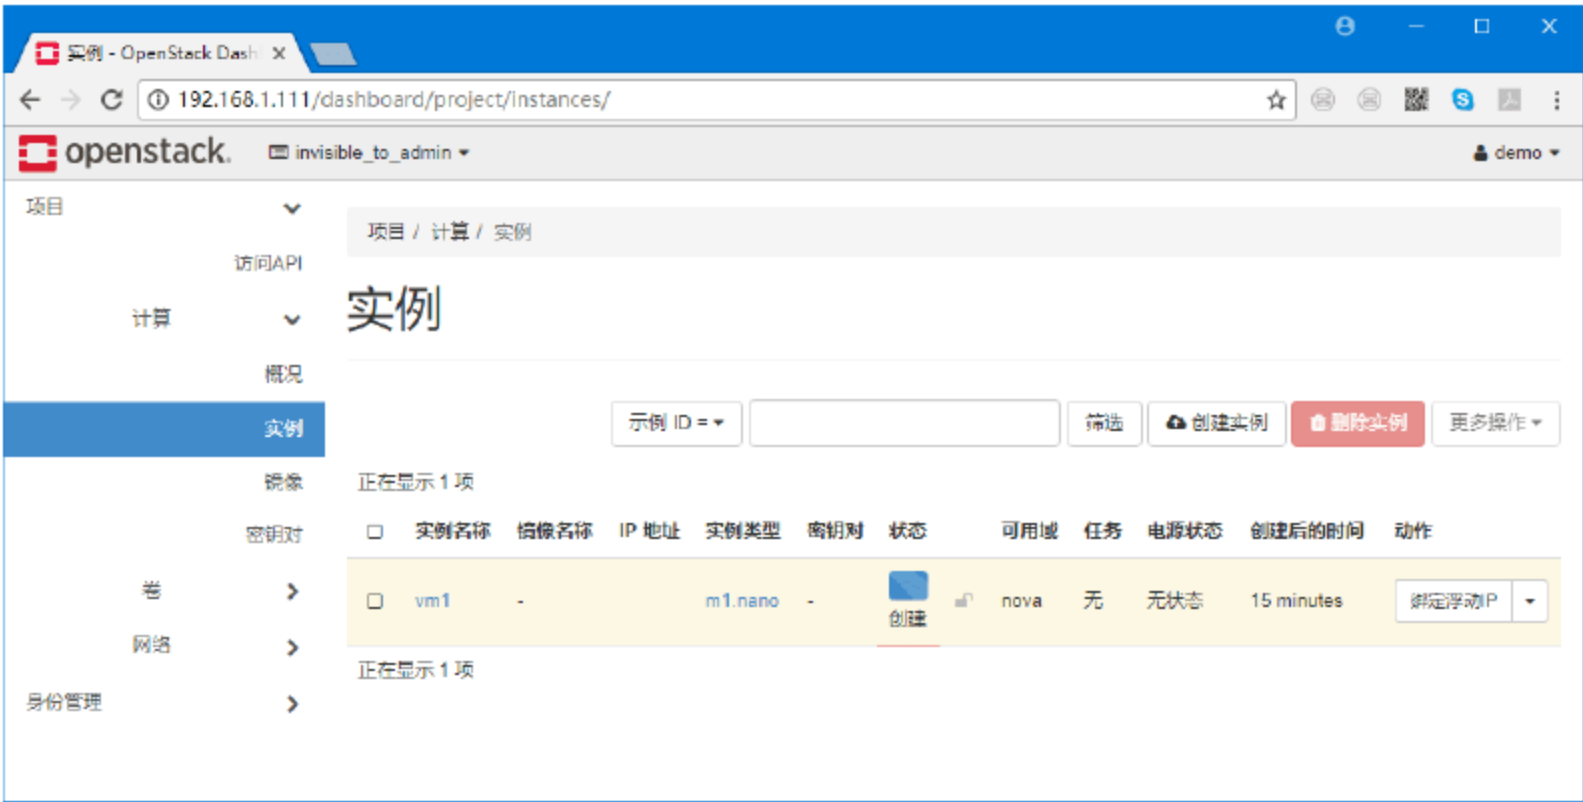 实例 - OpenStack Dash
192.168.1.111/dashboard/project/instances/
openstack. invisible_to_admin demo
项目
访问API
计算
概况
实例
镜像
密钥对
卷
网络
身份管理
项目 / 计算 / 实例
实例
示例 ID = 筛选 创建实例 删除实例 更多操作
正在显示 1 项
实例名称 镜像名称 IP 地址 实例类型 密钥对 状态 可用域 任务 电源状态 创建后的时间 动作
vm1 - m1.nano - 创建 nova 无 无状态 15 minutes 绑定浮动IP
正在显示 1 项